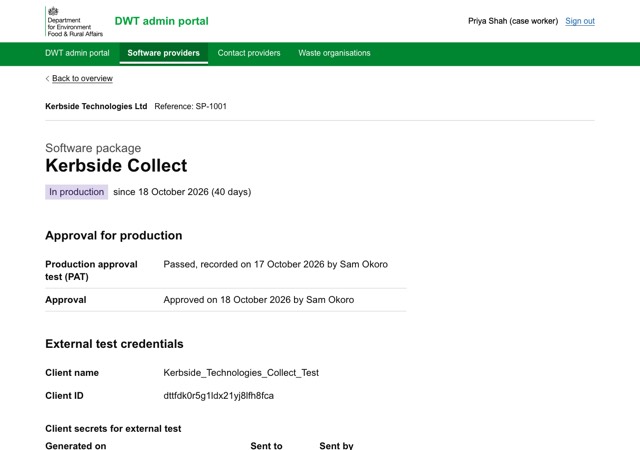 Department
for Environment
Food & Rural Affairs
DWT admin portal
Priya Shah (case worker) Sign out
DWT admin portal Software providers Contact providers Waste organisations
Back to overview
Kerbside Technologies Ltd Reference: SP-1001
Software package
Kerbside Collect
In production since 18 October 2026 (40 days)
Approval for production
Production approval Passed, recorded on 17 October 2026 by Sam Okoro
test (PAT)
Approval Approved on 18 October 2026 by Sam Okoro
External test credentials
Client name Kerbside_Technologies_Collect_Test
Client ID dttfdk0r5g1ldx21yj8lfh8fca
Client secrets for external test
Generated on Sent to Sent by